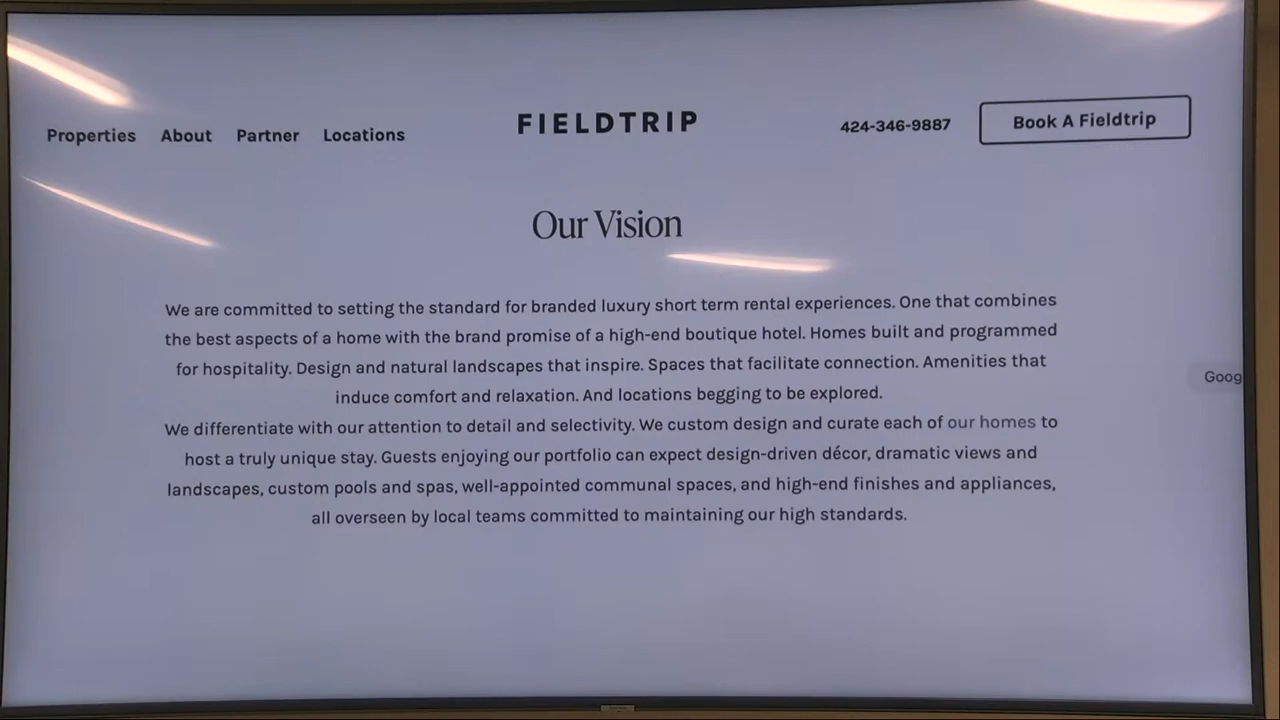 Properties About Partner Locations FIELDTRIP 424-346-9887 Book A Fieldtrip
Our Vision
We are committed to setting the standard for branded luxury short term rental experiences. One that combines
the best aspects of a home with the brand promise of a high-end boutique hotel. Homes built and programmed
for hospitality. Design and natural landscapes that inspire. Spaces that facilitate connection. Amenities that
Goog
induce comfort and relaxation. And locations begging to be explored.
We differentiate with our attention to detail and selectivity. We custom design and curate each of our homes to
host a truly unique stay. Guests enjoying our portfolio can expect design-driven décor, dramatic views and
landscapes, custom pools and spas, well-appointed communal spaces, and high-end finishes and appliances,
all overseen by local teams committed to maintaining our high standards.